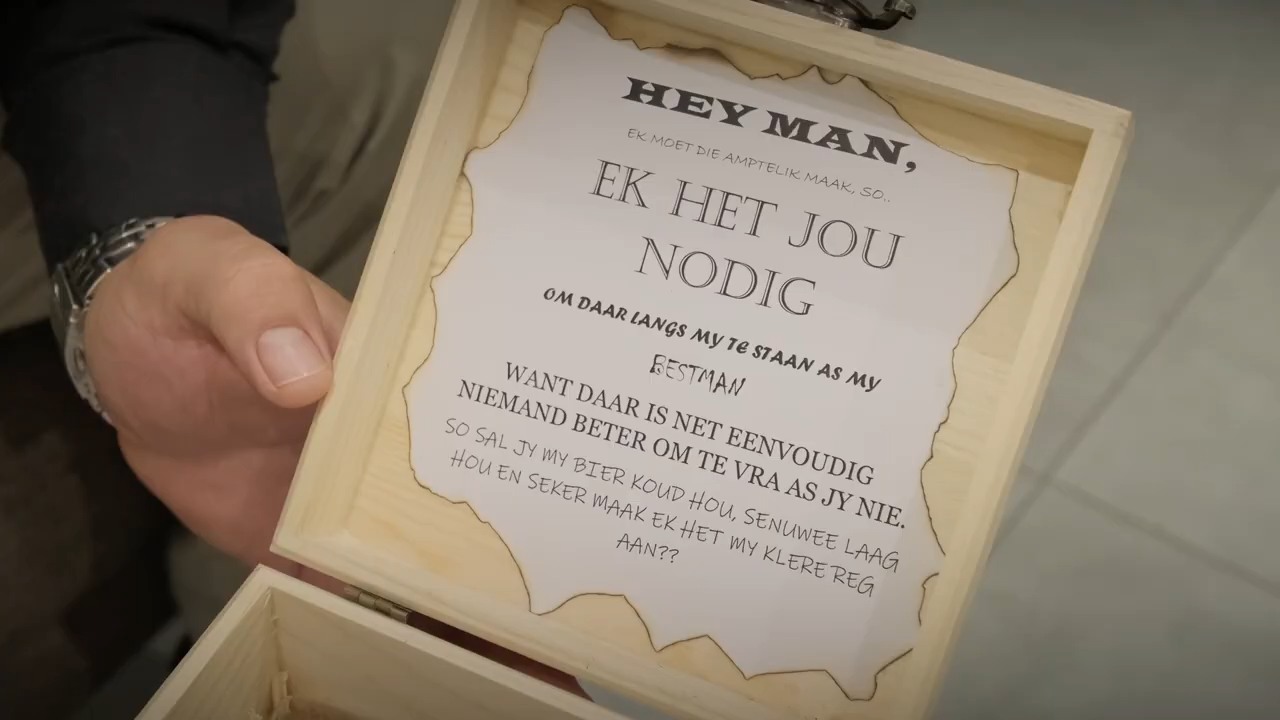 HEY MAN,
EK MOET DIE AMPTELIK MAAK, SO..
EK HET JOU
NODIG
OM DAAR LANGS MY TE STAAN AS MY
BESTMAN
WANT DAAR IS NET EENVOUDIG
NIEMAND BETER OM TE VRA AS JY NIE.
SO SAL JY MY BIER KOUD HOU, SENUWEE LAAG
HOU EN SEKER MAAK EK HET MY KLERE REG
AAN??